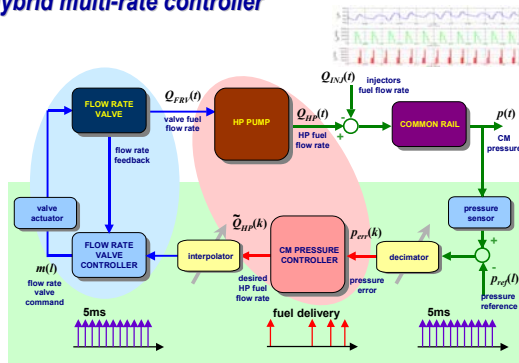 hybrid multi-rate controller
Q_INJ(t)
injectors
fuel flow rate
FLOW RATE
VALVE
Q_FRV(t)
valve fuel
flow rate
HP PUMP
Q_HP(t)
-
+
HP fuel
flow rate
COMMON RAIL
p(t)
CM
pressure
flow rate
feedback
valve
actuator
pressure
sensor
FLOW RATE
VALVE
CONTROLLER
interpolator
Q̃_HP(k)
desired
HP fuel
flow rate
CM PRESSURE
CONTROLLER
p_err(k)
pressure
error
decimator
+
-
p_ref(l)
pressure
reference
m(l)
flow rate
valve
command
5ms
fuel delivery
5ms